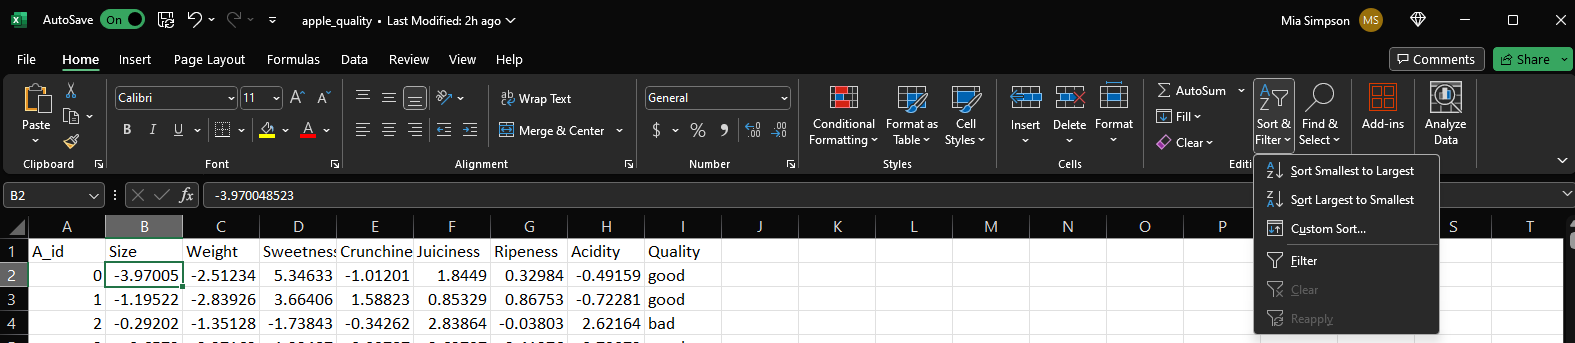 AutoSave On apple_quality • Last Modified: 2h ago Mia Simpson MS
File Home Insert Page Layout Formulas Data Review View Help Comments Share
Paste
Clipboard
Calibri 11
B I U A
Font
Wrap Text
Merge & Center
Alignment
General
$ % 9 .00
Number
Conditional Formatting
Format as Table
Cell Styles
Styles
Insert Delete Format
Cells
AutoSum
Fill
Clear
Sort & Filter
Find & Select
Editi
Add-ins
Analyze Data
Sort Smallest to Largest
Sort Largest to Smallest
Custom Sort...
Filter
Clear
Reapply
B2 fx -3.970048523
A B C D E F G H I J K L M N O P S T
1 A_id Size Weight Sweetness Crunchine Juiciness Ripeness Acidity Quality
2 0 -3.97005 -2.51234 5.34633 -1.01201 1.8449 0.32984 -0.49159 good
3 1 -1.19522 -2.83926 3.66406 1.58823 0.85329 0.86753 -0.72281 good
4 2 -0.29202 -1.35128 -1.73843 -0.34262 2.83864 -0.03803 2.62164 bad